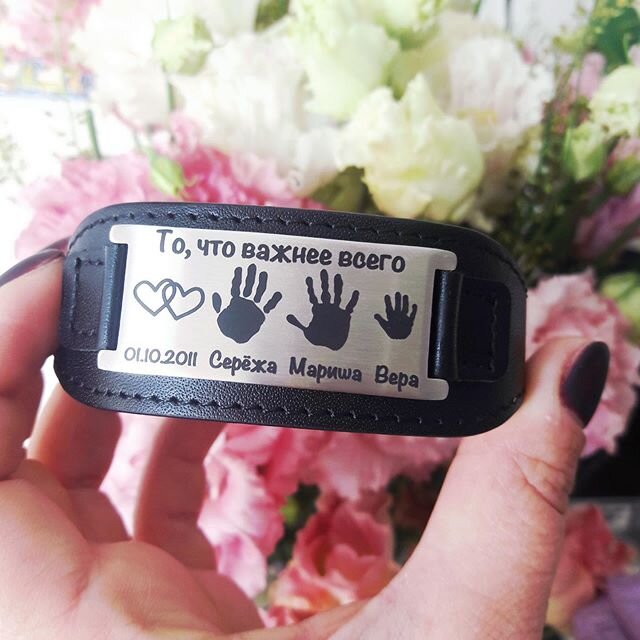 То, что важнее всего
01.10.2011 Серёжа Мариша Вера